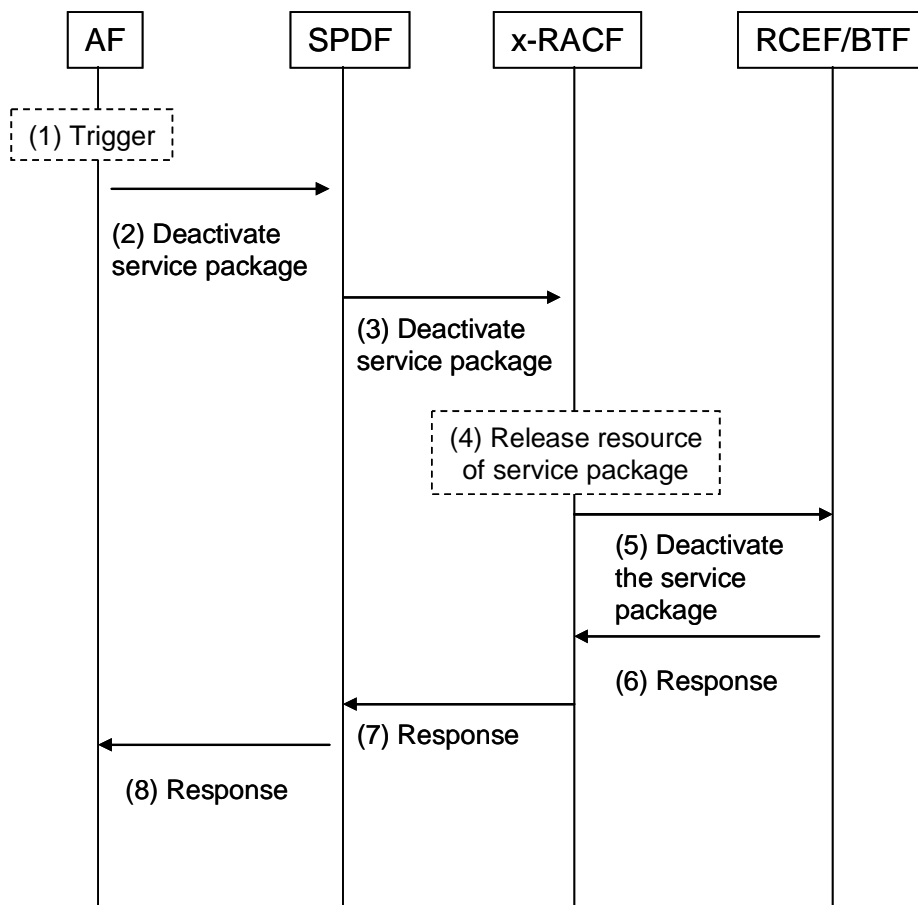 AF
SPDF
x-RACF
RCEF/BTF
(1) Trigger
(2) Deactivate
service package
(3) Deactivate
service package
(4) Release resource
of service package
(5) Deactivate
the service
package
(6) Response
(7) Response
(8) Response